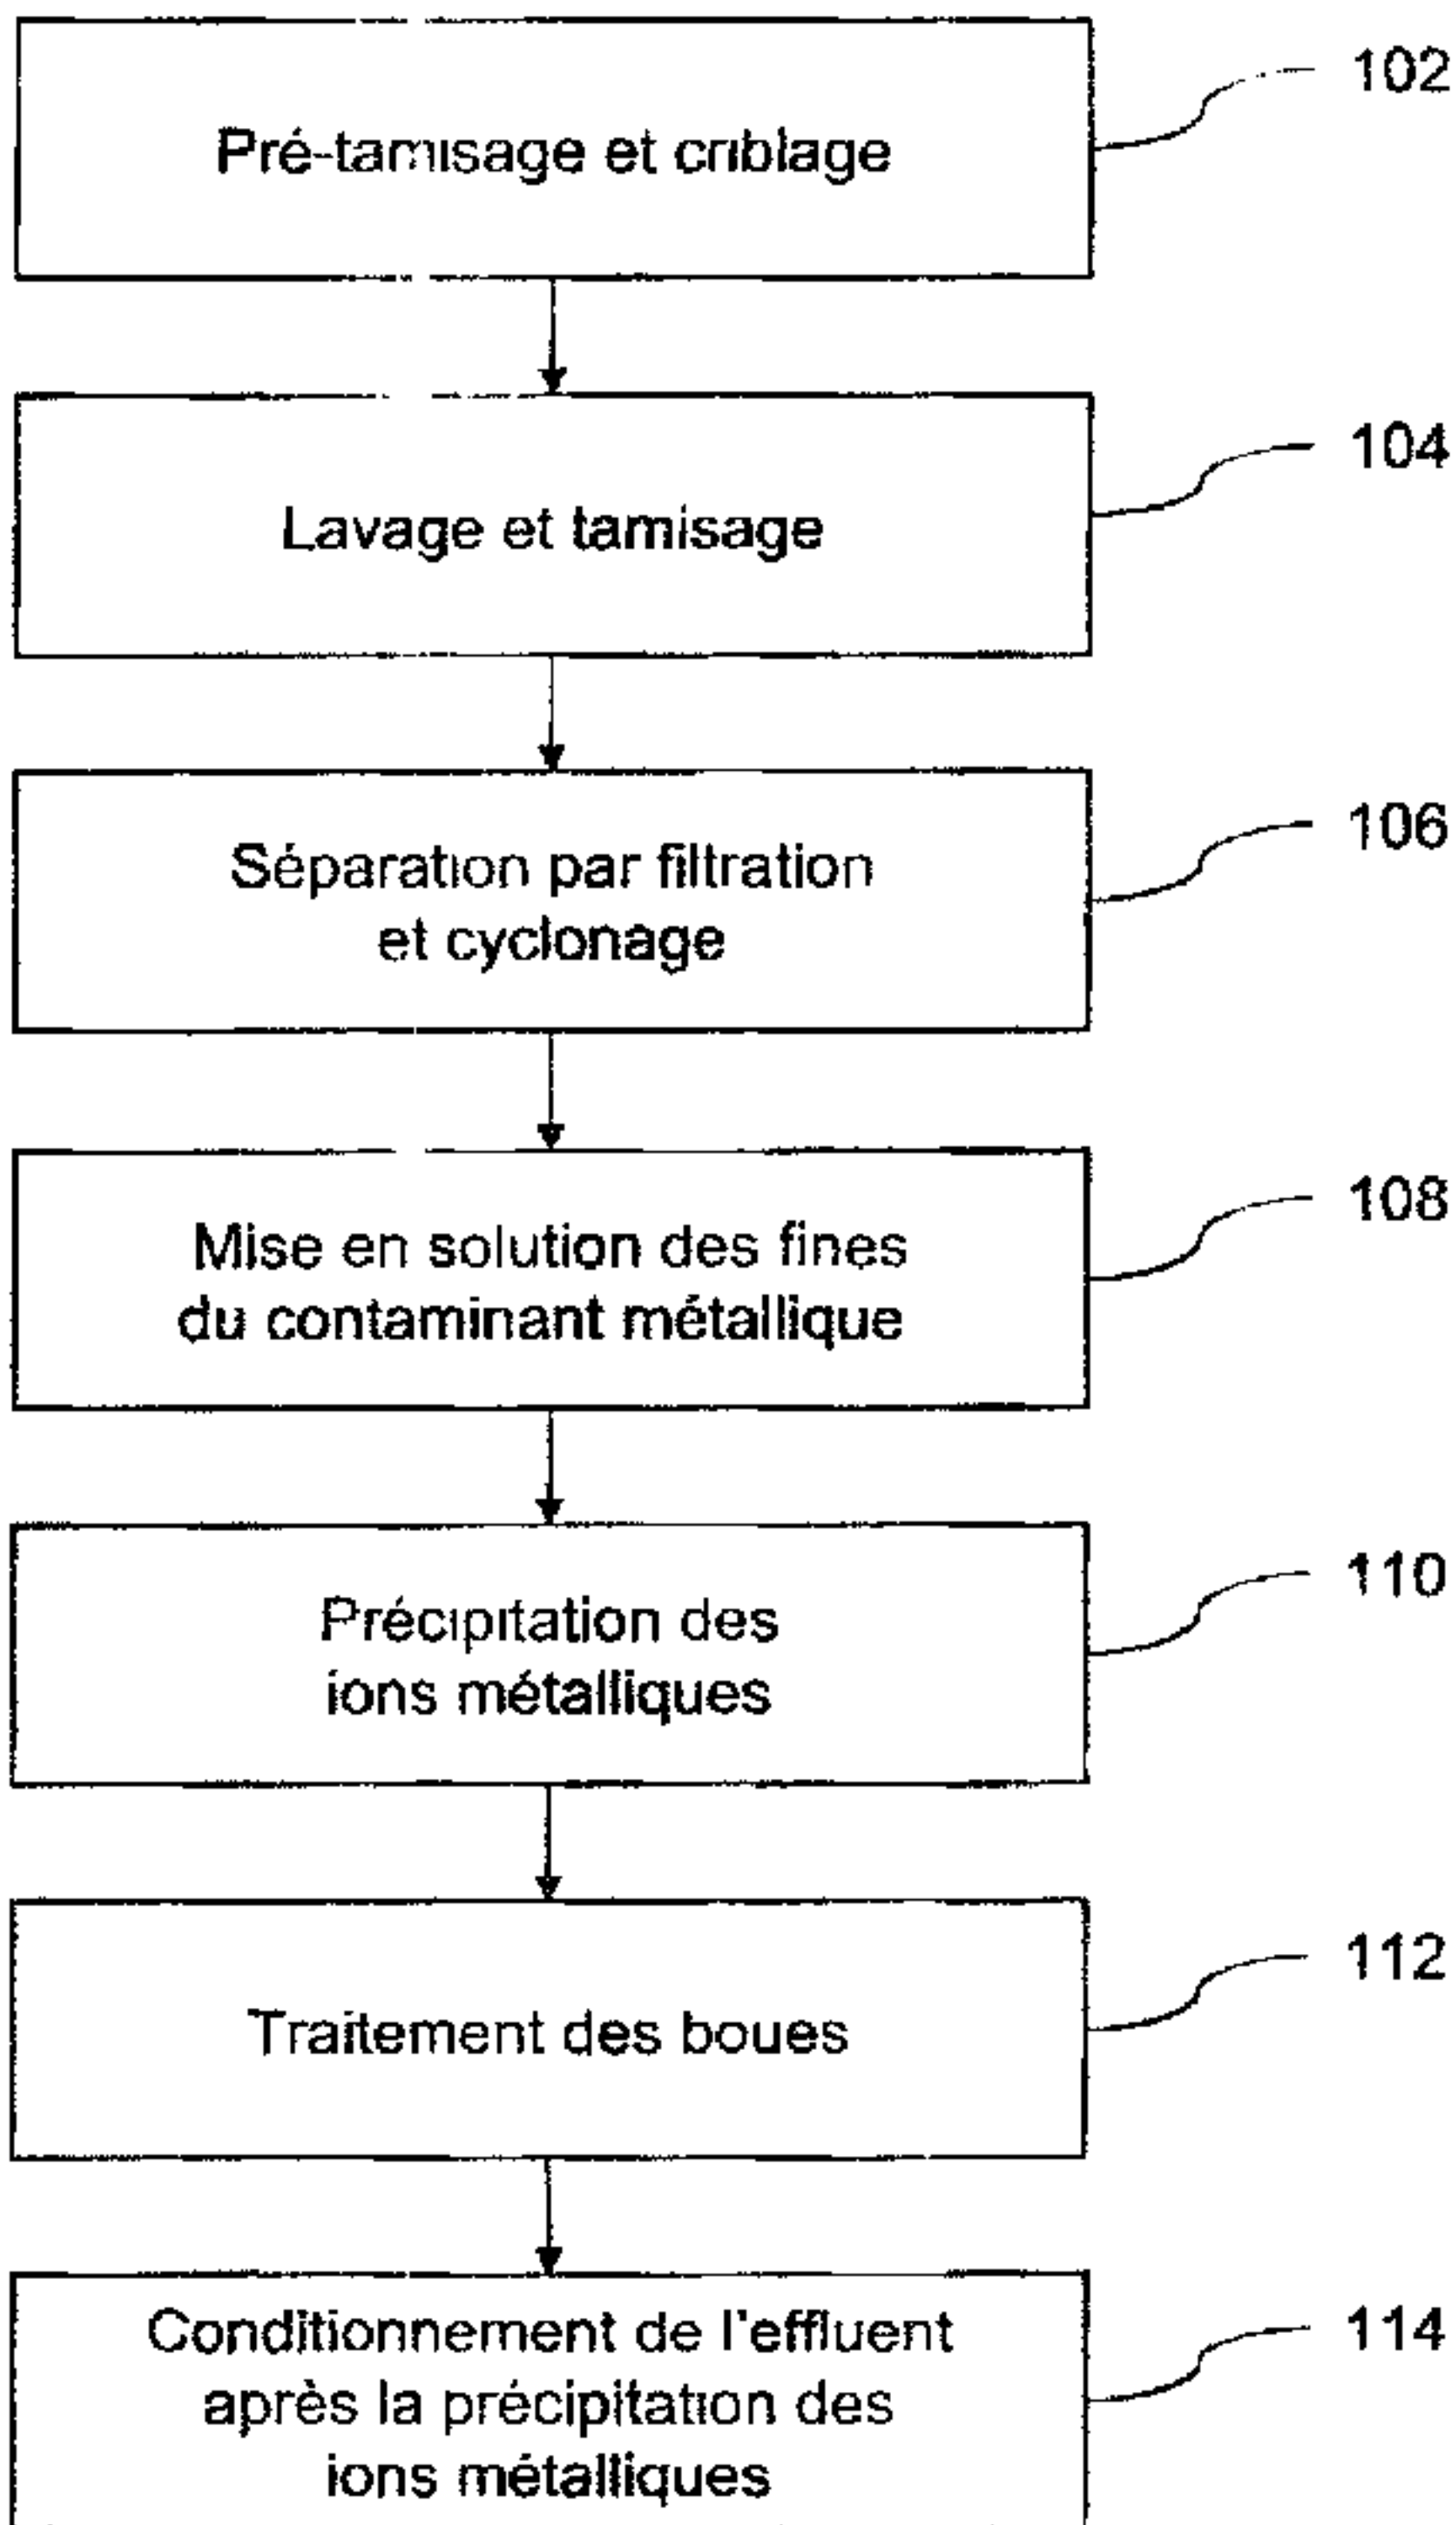 102
Pré-tamisage et criblage
104
Lavage et tamisage
106
Séparation par filtration
et cyclonage
108
Mise en solution des fines
du contaminant métallique
110
Précipitation des
ions métalliques
112
Traitement des boues
114
Conditionnement de l'effluent
après la précipitation des
ions métalliques